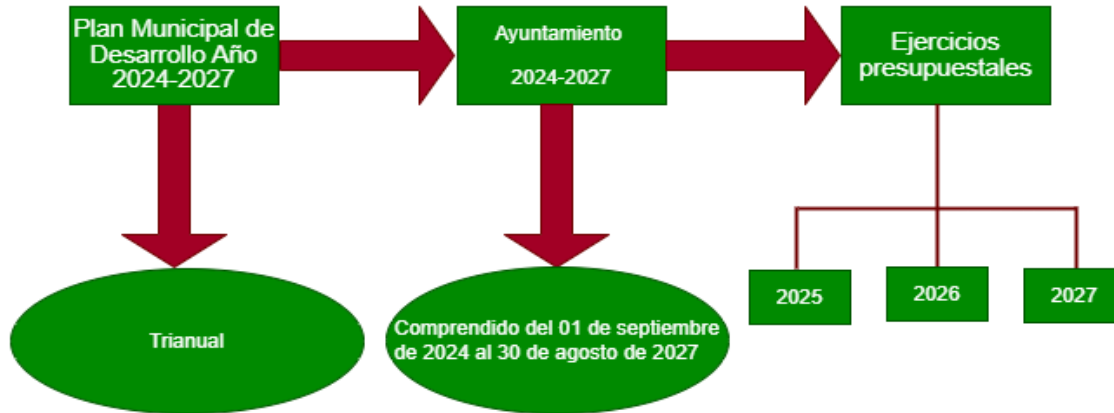 Plan Municipal de
Desarrollo Año
2024-2027
Ayuntamiento
2024-2027
Ejercicios
presupuestales
Trianual
Comprendido del 01 de septiembre
de 2024 al 30 de agosto de 2027
2025
2026
2027